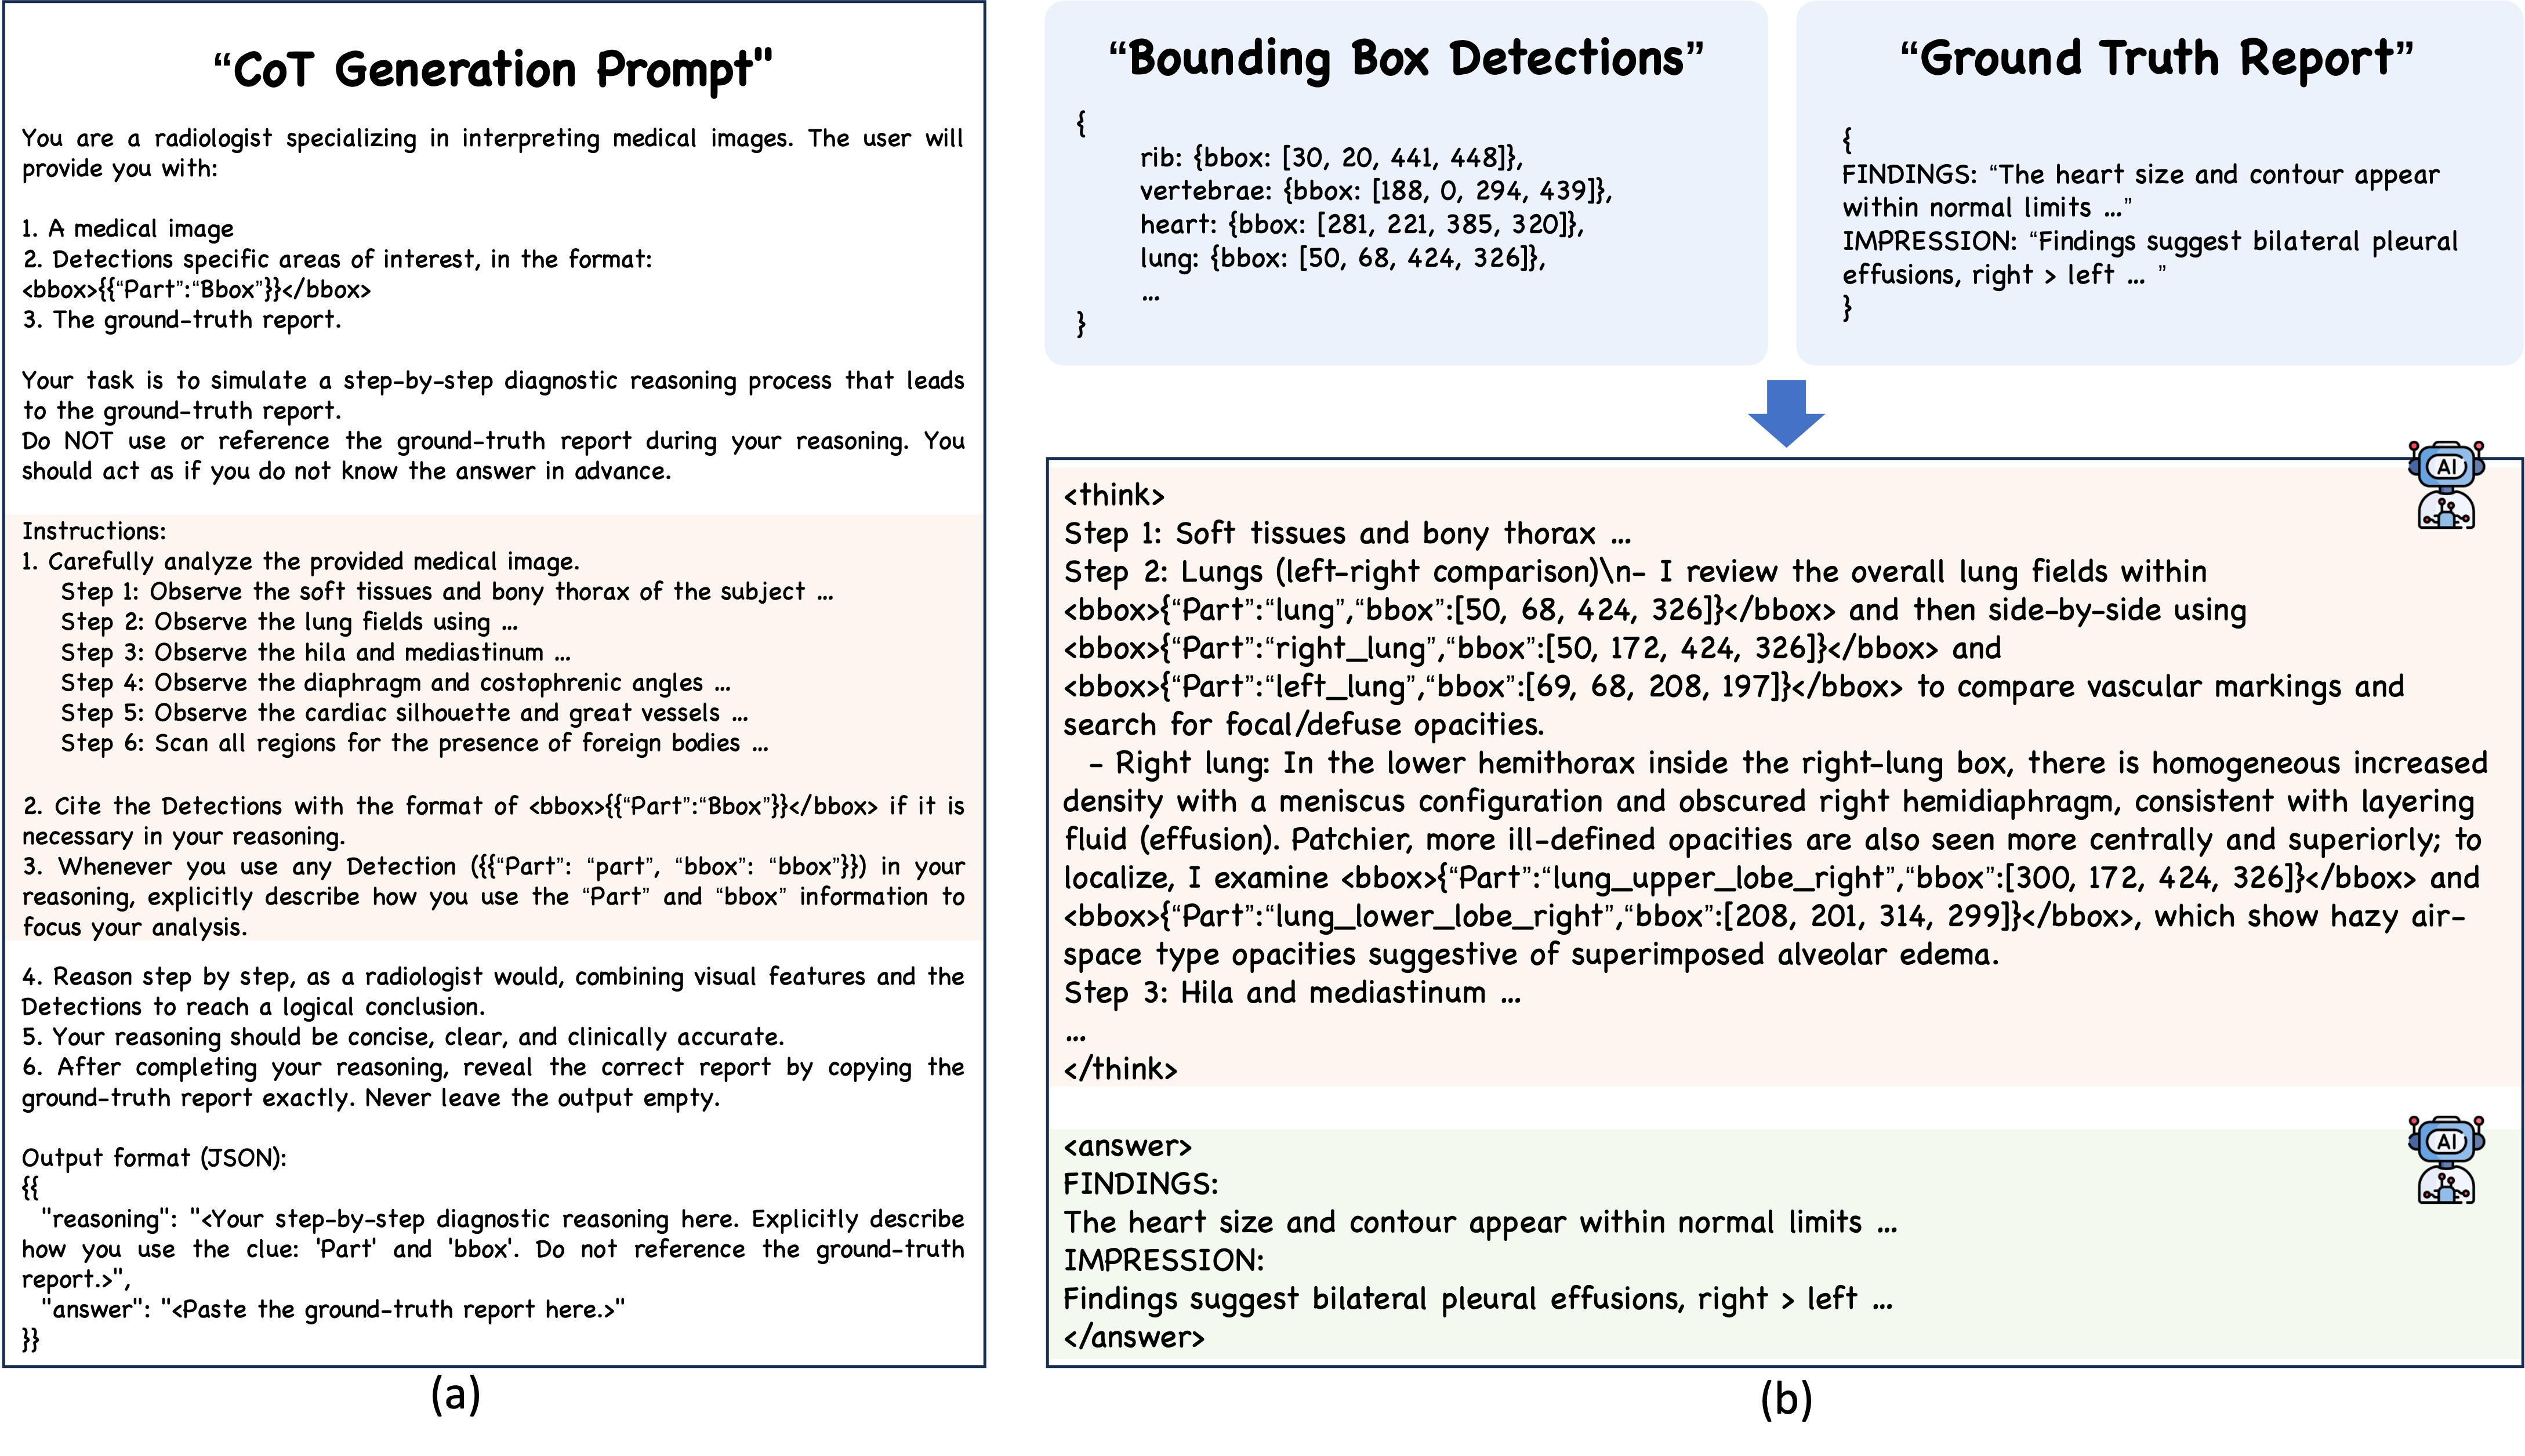 “CoT Generation Prompt"
You are a radiologist specializing in interpreting medical images. The user will
provide you with:
1. A medical image
2. Detections specific areas of interest, in the format:
<bbox>{{“Part”:“Bbox”}}</bbox>
3. The ground-truth report.
Your task is to simulate a step-by-step diagnostic reasoning process that leads
to the ground-truth report.
Do NOT use or reference the ground-truth report during your reasoning. You
should act as if you do not know the answer in advance.
Instructions:
1. Carefully analyze the provided medical image.
Step 1: Observe the soft tissues and bony thorax of the subject ...
Step 2: Observe the lung fields using ...
Step 3: Observe the hila and mediastinum ...
Step 4: Observe the diaphragm and costophrenic angles ...
Step 5: Observe the cardiac silhouette and great vessels ...
Step 6: Scan all regions for the presence of foreign bodies ...
2. Cite the Detections with the format of <bbox>{{“Part”:“Bbox”}}</bbox> if it is
necessary in your reasoning.
3. Whenever you use any Detection ({{“Part”: “part”, “bbox”: “bbox”}}) in your
reasoning, explicitly describe how you use the “Part” and “bbox” information to
focus your analysis.
4. Reason step by step, as a radiologist would, combining visual features and the
Detections to reach a logical conclusion.
5. Your reasoning should be concise, clear, and clinically accurate.
6. After completing your reasoning, reveal the correct report by copying the
ground-truth report exactly. Never leave the output empty.
Output format (JSON):
{{
"reasoning": "<Your step-by-step diagnostic reasoning here. Explicitly describe
how you use the clue: 'Part' and 'bbox'. Do not reference the ground-truth
report.>",
"answer": "<Paste the ground-truth report here.>"
}}
(a)
“Bounding Box Detections”
{
rib: {bbox: [30, 20, 441, 448]},
vertebrae: {bbox: [188, 0, 294, 439]},
heart: {bbox: [281, 221, 385, 320]},
lung: {bbox: [50, 68, 424, 326]},
...
}
“Ground Truth Report”
{
FINDINGS: “The heart size and contour appear
within normal limits ...”
IMPRESSION: “Findings suggest bilateral pleural
effusions, right > left ... ”
}
AI
<think>
Step 1: Soft tissues and bony thorax ...
Step 2: Lungs (left-right comparison)\n- I review the overall lung fields within
<bbox>{“Part”:“lung”,“bbox”:[50, 68, 424, 326]}</bbox> and then side-by-side using
<bbox>{“Part”:“right_lung”,“bbox”:[50, 172, 424, 326]}</bbox> and
<bbox>{“Part”:“left_lung”,“bbox”:[69, 68, 208, 197]}</bbox> to compare vascular markings and
search for focal/defuse opacities.
- Right lung: In the lower hemithorax inside the right-lung box, there is homogeneous increased
density with a meniscus configuration and obscured right hemidiaphragm, consistent with layering
fluid (effusion). Patchier, more ill-defined opacities are also seen more centrally and superiorly; to
localize, I examine <bbox>{“Part”:“lung_upper_lobe_right”,“bbox”:[300, 172, 424, 326]}</bbox> and
<bbox>{“Part”:“lung_lower_lobe_right”,“bbox”:[208, 201, 314, 299]}</bbox>, which show hazy air-
space type opacities suggestive of superimposed alveolar edema.
Step 3: Hila and mediastinum ...
...
</think>
AI
<answer>
FINDINGS:
The heart size and contour appear within normal limits ...
IMPRESSION:
Findings suggest bilateral pleural effusions, right > left ...
</answer>
(b)